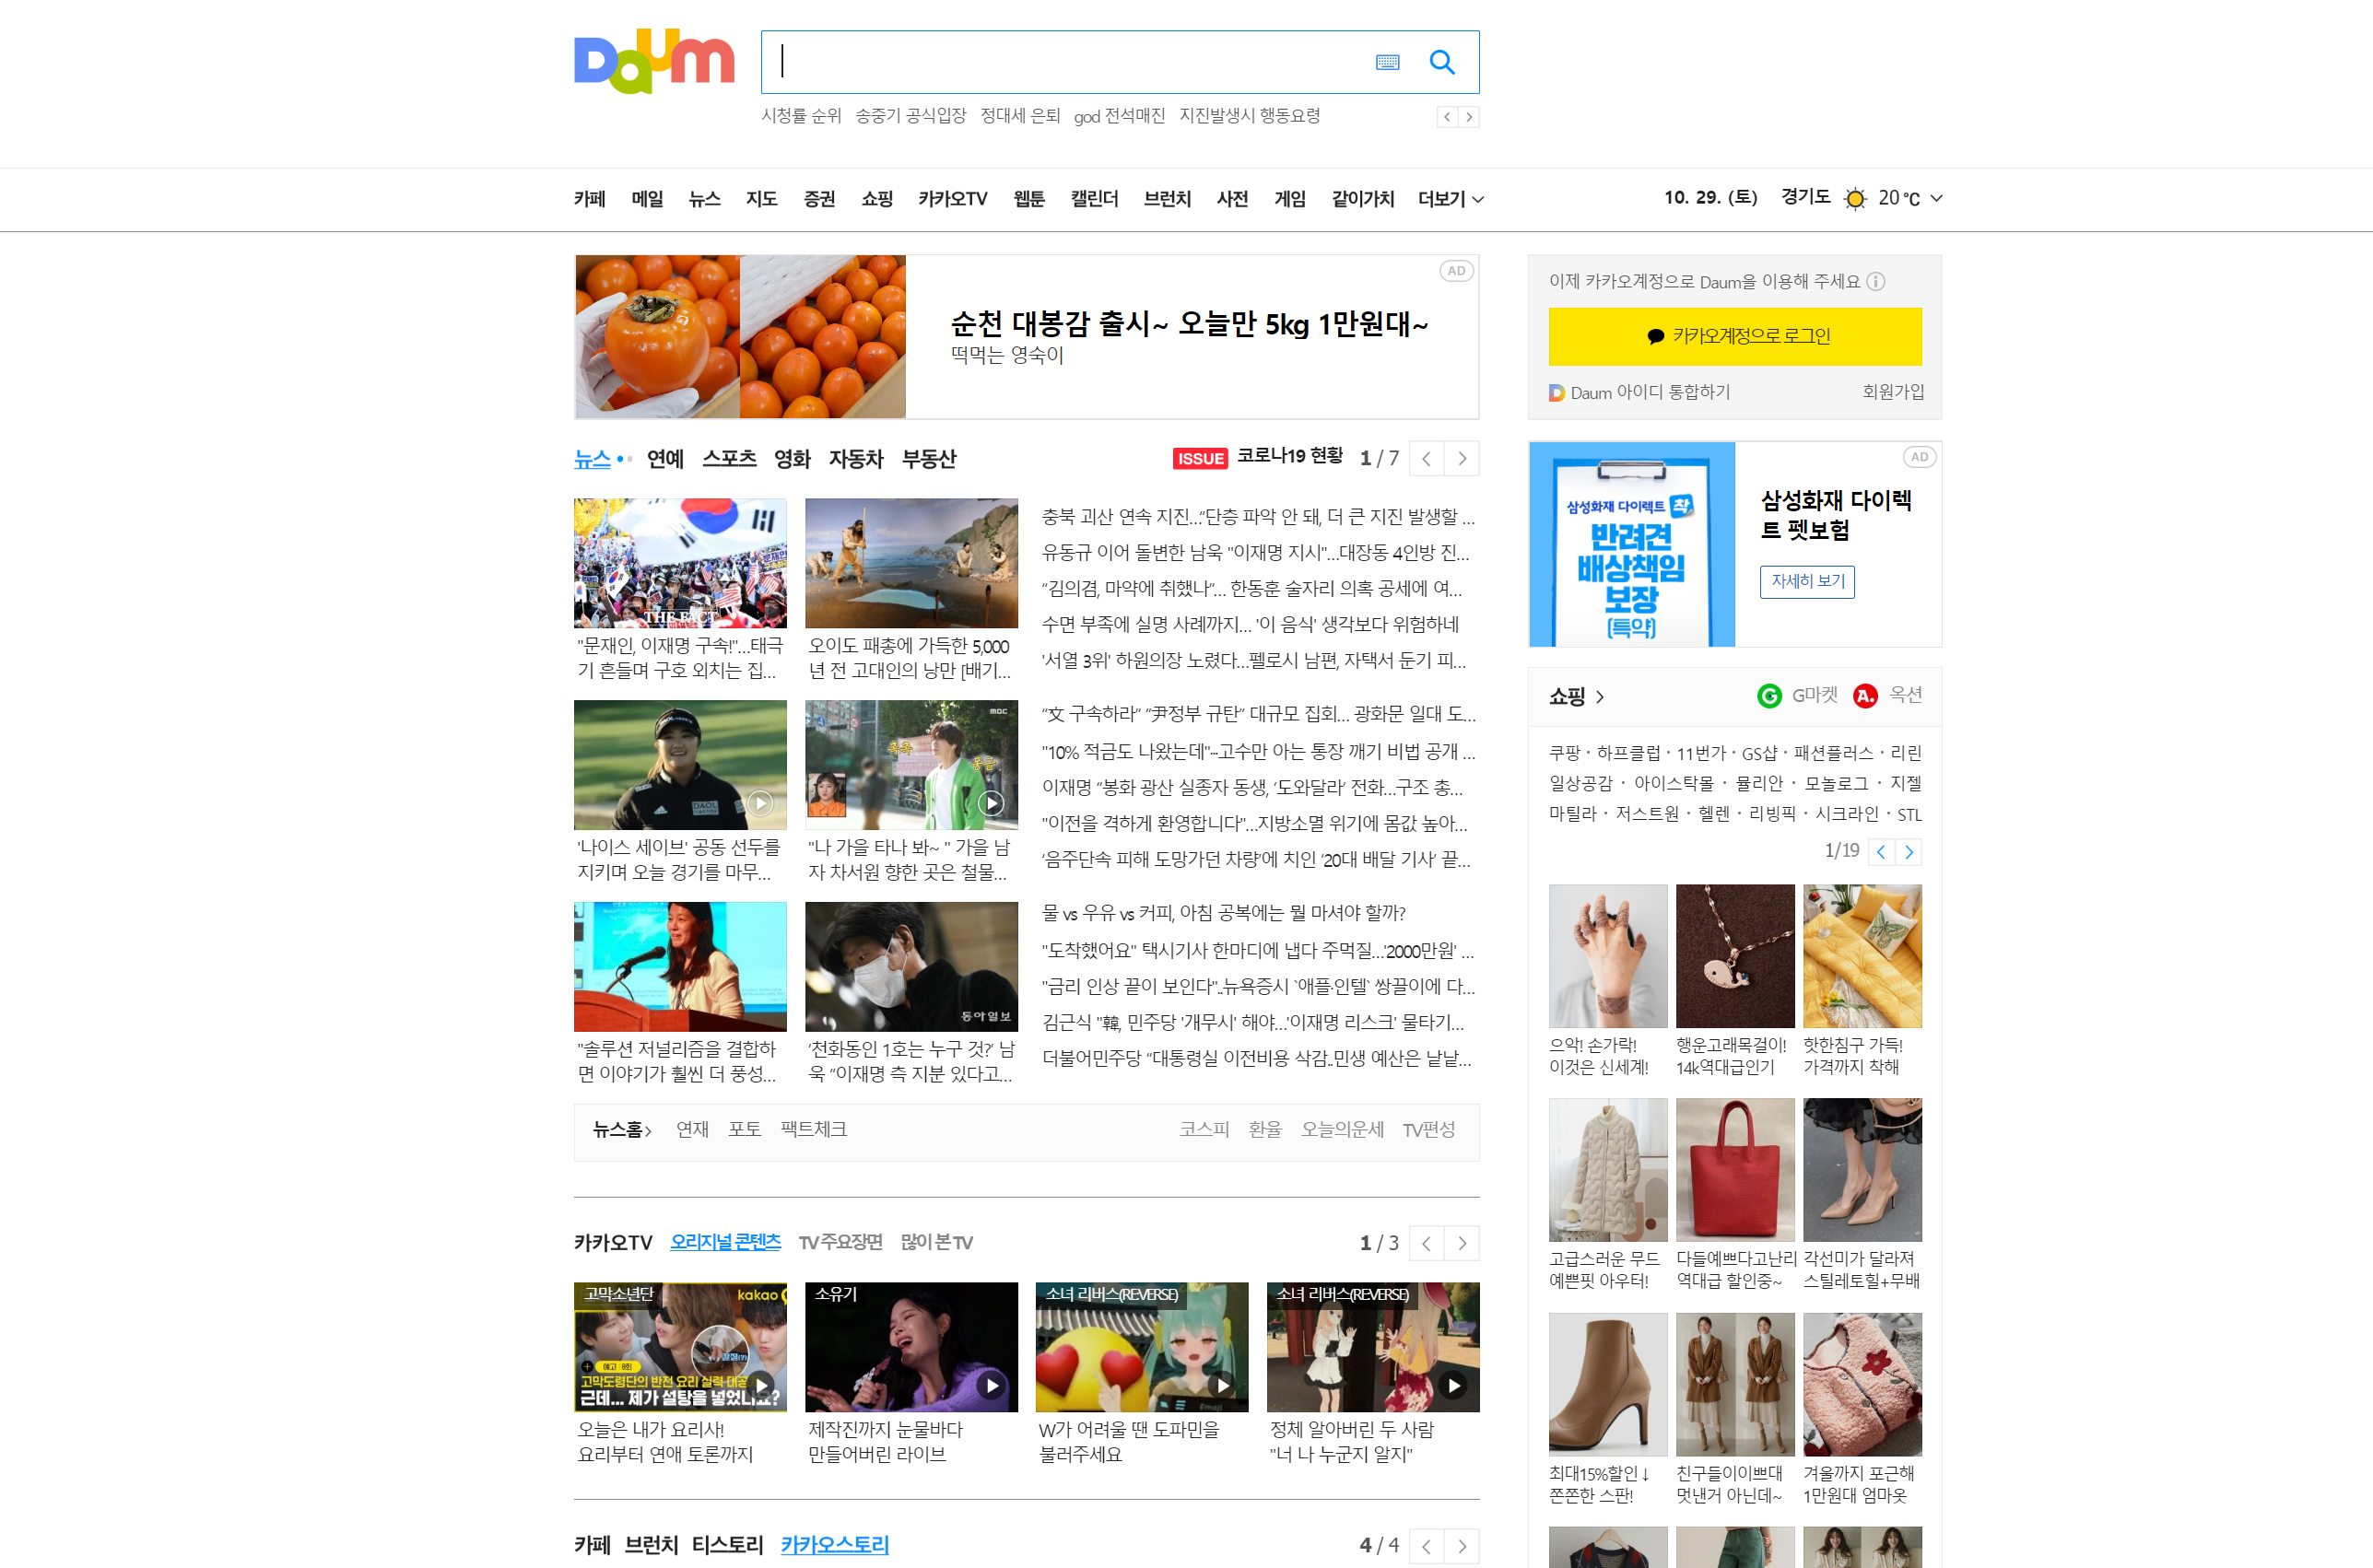 Daum
시청률 순위 송중기 공식입장 정대세 은퇴 god 전석매진 지진발생시 행동요령
카페 메일 뉴스 지도 증권 쇼핑 카카오TV 웹툰 캘린더 브런치 사전 게임 같이가치 더보기
10. 29. (토) 경기도 20 ℃
AD
순천 대봉감 출시~ 오늘만 5kg 1만원대~
떡먹는 영숙이
이제 카카오계정으로 Daum을 이용해 주세요
카카오계정으로 로그인
Daum 아이디 통합하기 회원가입
뉴스 연예 스포츠 영화 자동차 부동산
ISSUE 코로나19 현황 1 / 7
THE FACT
"문재인, 이재명 구속!"...태극
기 흔들며 구호 외치는 집...
오이도 패총에 가득한 5,000
년 전 고대인의 낭만 [배기...
DAOL
'나이스 세이브' 공동 선두를
지키며 오늘 경기를 마무...
MBC
촉촉
뭉클
"나 가을 타나 봐~ " 가을 남
자 차서원 향한 곳은 철물...
"솔루션 저널리즘을 결합하
면 이야기가 훨씬 더 풍성...
동아일보
‘천화동인 1호는 누구 것?’ 남
욱 “이재명 측 지분 있다고...
충북 괴산 연속 지진…“단층 파악 안 돼, 더 큰 지진 발생할 ...
유동규 이어 돌변한 남욱 "이재명 지시"…대장동 4인방 진...
“김의겸, 마약에 취했나”… 한동훈 술자리 의혹 공세에 여...
수면 부족에 실명 사례까지… '이 음식' 생각보다 위험하네
'서열 3위' 하원의장 노렸다…펠로시 남편, 자택서 둔기 피...
“文 구속하라” “尹정부 규탄” 대규모 집회… 광화문 일대 도...
"10% 적금도 나왔는데"…고수만 아는 통장 깨기 비법 공개 ...
이재명 “봉화 광산 실종자 동생, ‘도와달라’ 전화…구조 총...
"이전을 격하게 환영합니다"…지방소멸 위기에 몸값 높아...
‘음주단속 피해 도망가던 차량’에 치인 ‘20대 배달 기사’ 끝...
물 vs 우유 vs 커피, 아침 공복에는 뭘 마셔야 할까?
"도착했어요" 택시기사 한마디에 냅다 주먹질…'2000만원' ...
"금리 인상 끝이 보인다"..뉴욕증시 `애플·인텔` 쌍끌이에 다...
김근식 "韓, 민주당 '개무시' 해야…'이재명 리스크' 물타기...
더불어민주당 “대통령실 이전비용 삭감..민생 예산은 낱낱...
뉴스홈 연재 포토 팩트체크
코스피 환율 오늘의운세 TV편성
카카오TV 오리지널 콘텐츠 TV 주요장면 많이 본 TV
1 / 3
고막소년단
kakao
예고 8회
고막도령단의 반전 요리 실력 대공
근데... 제가 설탕을 넣었나요?
오늘은 내가 요리사!
요리부터 연애 토론까지
소유기
제작진까지 눈물바다
만들어버린 라이브
소녀 리버스(REVERSE)
Emoji
W가 어려울 땐 도파민을
불러주세요
소녀 리버스(REVERSE)
정체 알아버린 두 사람
"너 나 누군지 알지"
카페 브런치 티스토리 카카오스토리
4 / 4
AD
삼성화재 다이렉트 착
반려견
배상책임
보장
(특약)
삼성화재 다이렉
트 펫보험
자세히 보기
쇼핑 G G마켓 A. 옥션
쿠팡 · 하프클럽 · 11번가 · GS샵 · 패션플러스 · 리린
일상공감 · 아이스탁몰 · 뮬리안 · 모놀로그 · 지젤
마틸라 · 저스트원 · 헬렌 · 리빙픽 · 시크라인 · STL
1/19
으악! 손가락!
이것은 신세계!
행운고래목걸이!
14k역대급인기
핫한침구 가득!
가격까지 착해
고급스러운 무드
예쁜핏 아우터!
다들예쁘다고난리
역대급 할인중~
각선미가 달라져
스틸레토힐+무배
최대15%할인↓
쫀쫀한 스판!
친구들이이쁘대
멋낸거 아닌데~
겨울까지 포근해
1만원대 엄마옷